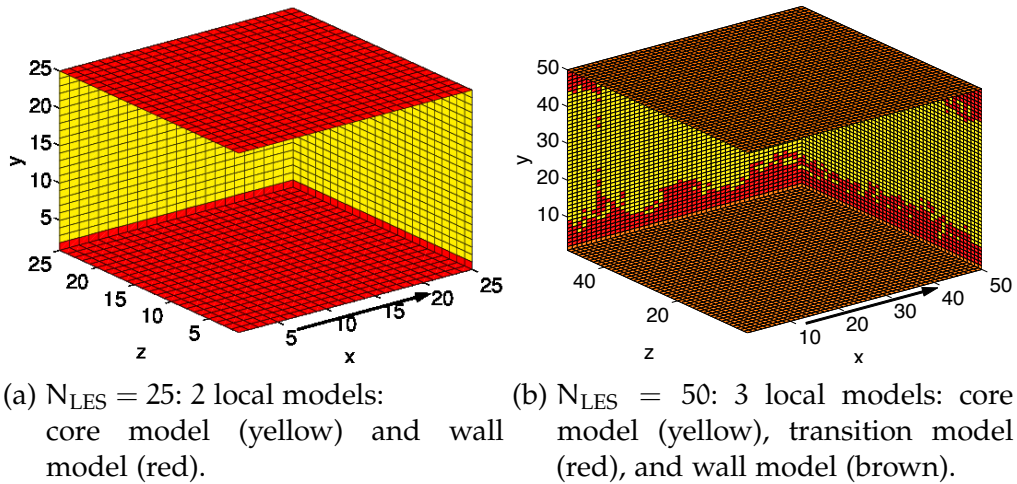 25
20
15
10
5
y
25
20
15
10
5
z
5
10
15
20
25
x
50
40
30
20
10
y
40
20
z
10
20
30
40
50
x
(a) N_LES = 25: 2 local models:
core model (yellow) and wall
model (red).
(b) N_LES = 50: 3 local models: core
model (yellow), transition model
(red), and wall model (brown).